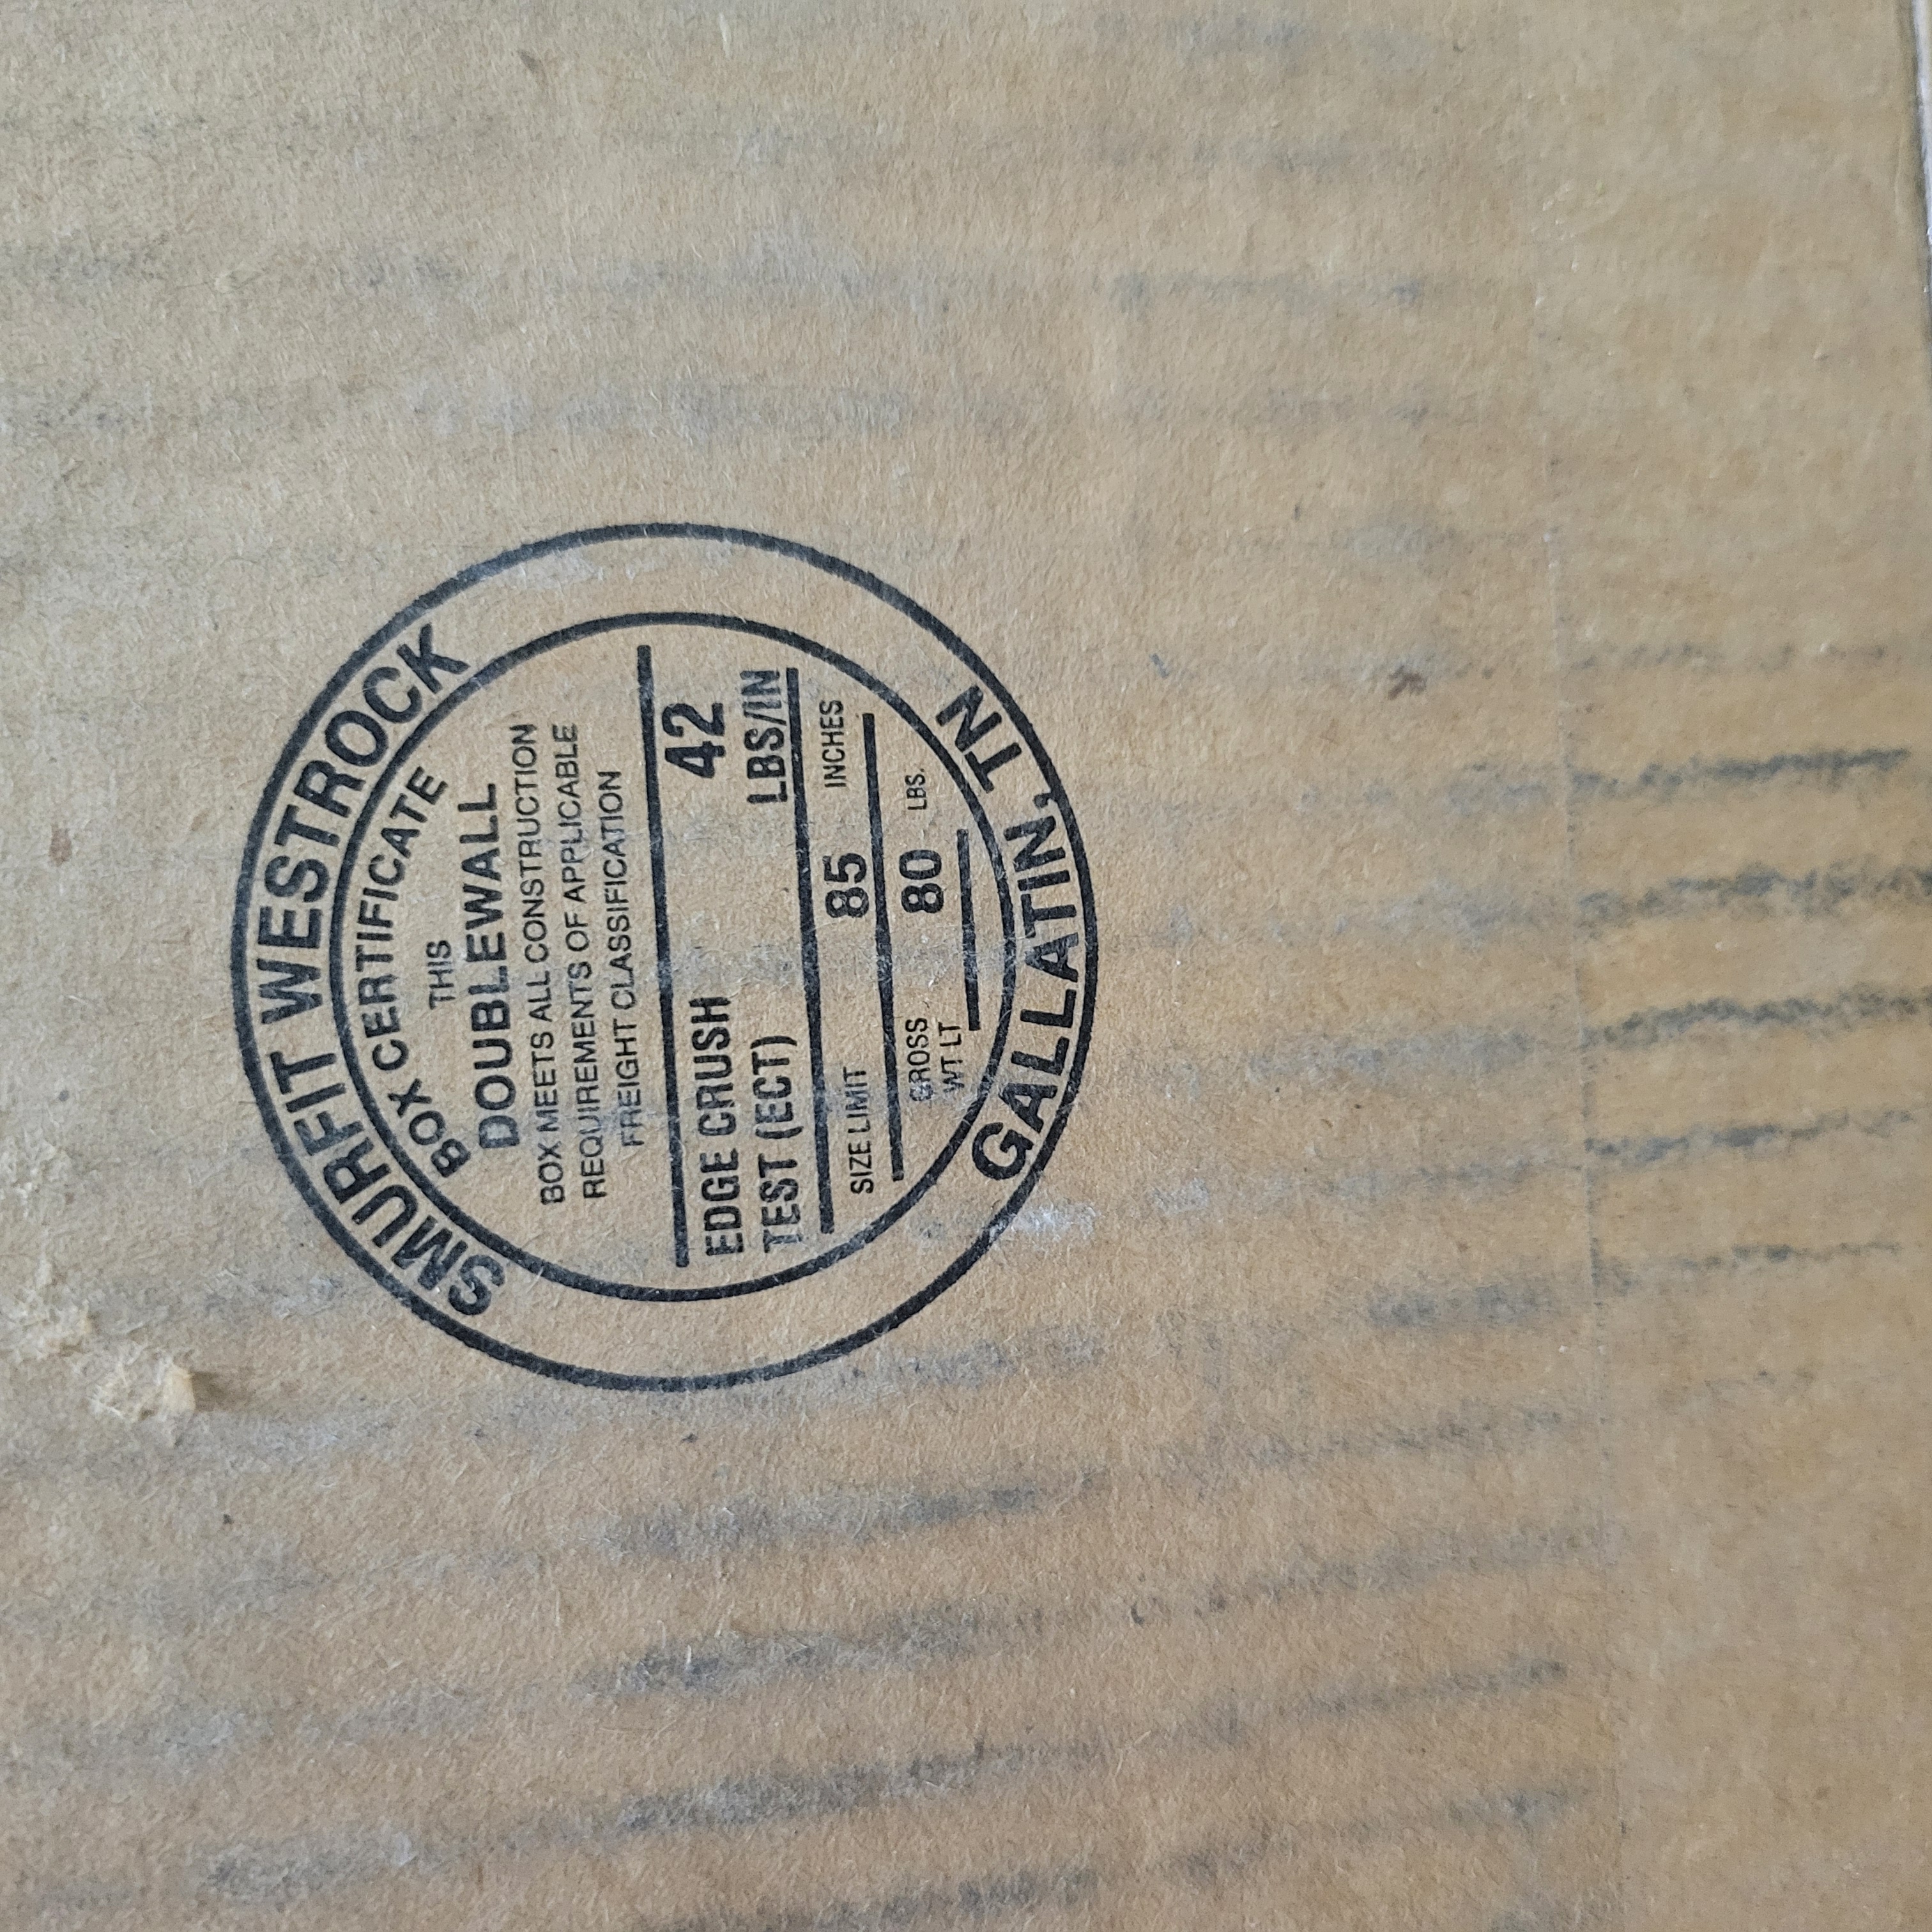 SMURFIT WESTROCK
BOX CERTIFICATE
THIS
DOUBLEWALL
BOX MEETS ALL CONSTRUCTION
REQUIREMENTS OF APPLICABLE
FREIGHT CLASSIFICATION
EDGE CRUSH 42
TEST (ECT) LBS/IN
SIZE LIMIT 85 INCHES
GROSS 80 LBS.
WT LT
GALLATIN, TN